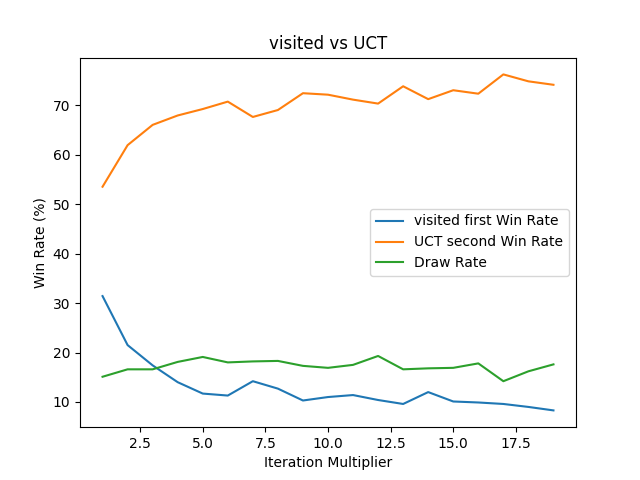 visited vs UCT
Win Rate (%)
70
60
50
40
30
20
10
visited first Win Rate
UCT second Win Rate
Draw Rate
2.5 5.0 7.5 10.0 12.5 15.0 17.5
Iteration Multiplier